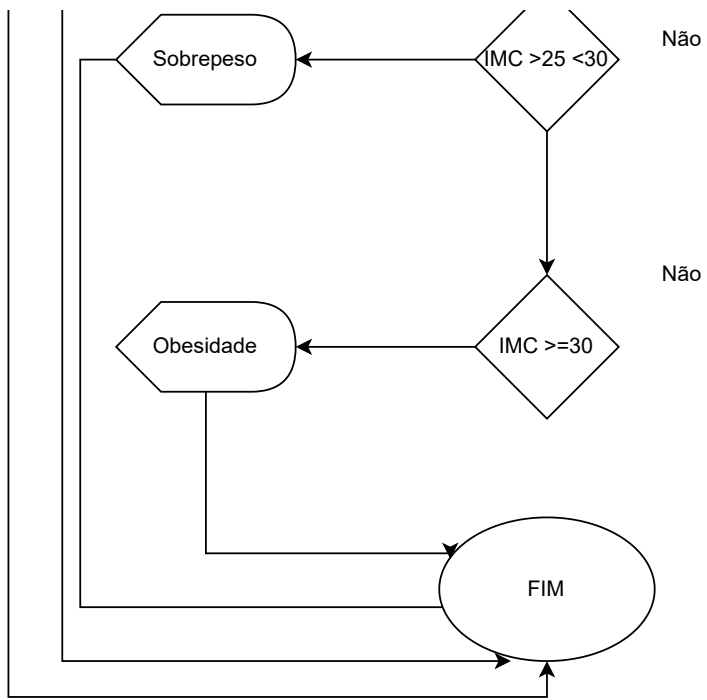 Não
Sobrepeso
IMC >25 <30
Não
Obesidade
IMC >=30
FIM